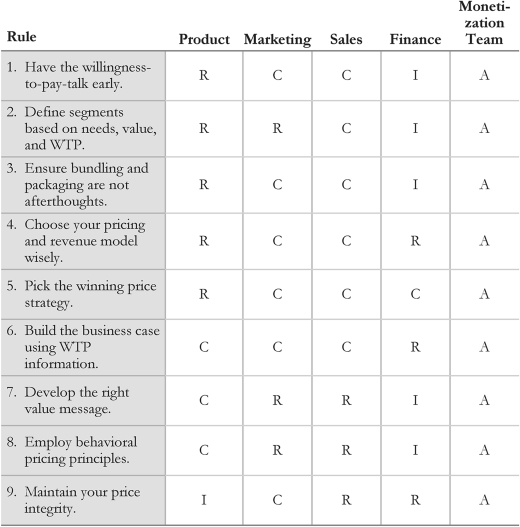 Moneti-
zation
Rule Product Marketing Sales Finance Team
1. Have the willingness-
to-pay-talk early. R C C I A
2. Define segments
based on needs, value,
and WTP. R R C I A
3. Ensure bundling and
packaging are not
afterthoughts. R C C I A
4. Choose your pricing
and revenue model
wisely. R C C R A
5. Pick the winning price
strategy. R C C C A
6. Build the business case
using WTP
information. C C C R A
7. Develop the right
value message. C R R I A
8. Employ behavioral
pricing principles. C R R I A
9. Maintain your price
integrity. I C R R A